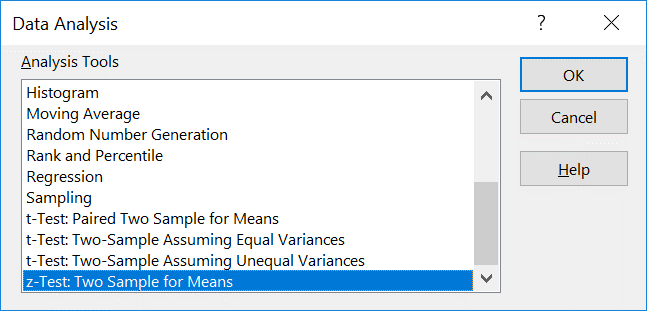 Data Analysis
?
Analysis Tools
Histogram
Moving Average
Random Number Generation
Rank and Percentile
Regression
Sampling
t-Test: Paired Two Sample for Means
t-Test: Two-Sample Assuming Equal Variances
t-Test: Two-Sample Assuming Unequal Variances
z-Test: Two Sample for Means
OK
Cancel
Help